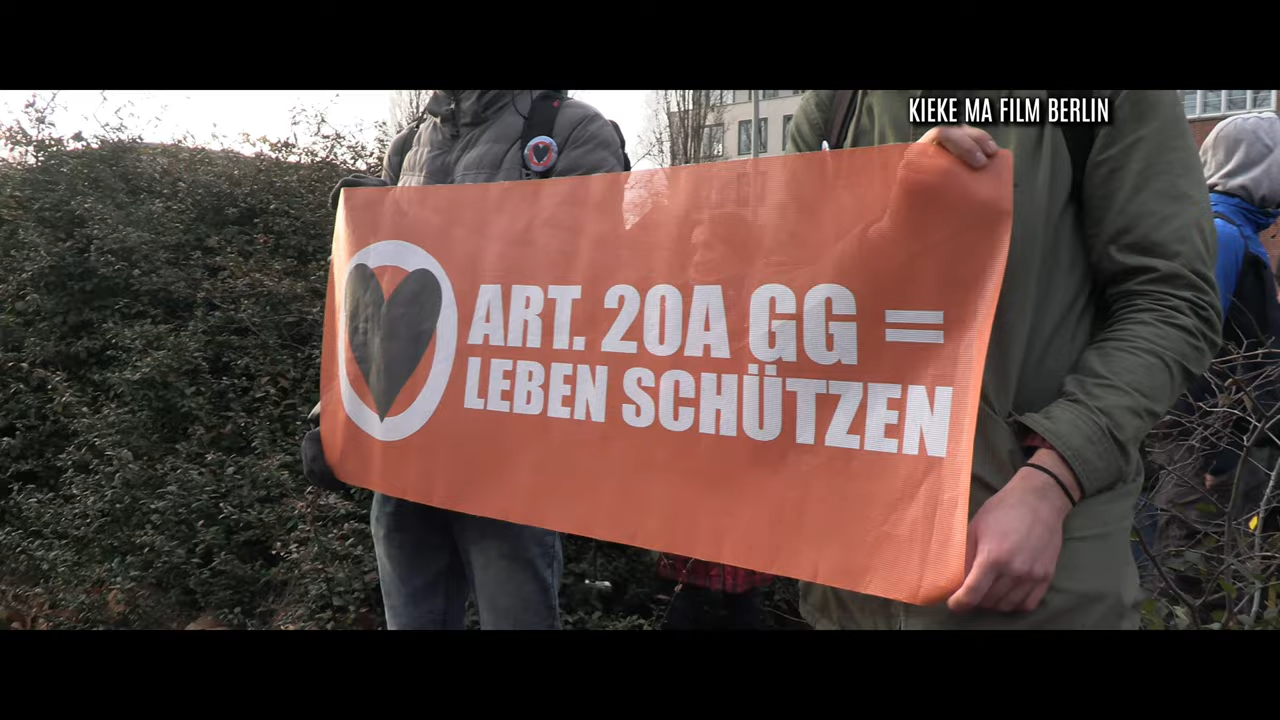 KIEKE MA FILM BERLIN
ART. 20A GG =
LEBEN SCHÜTZEN